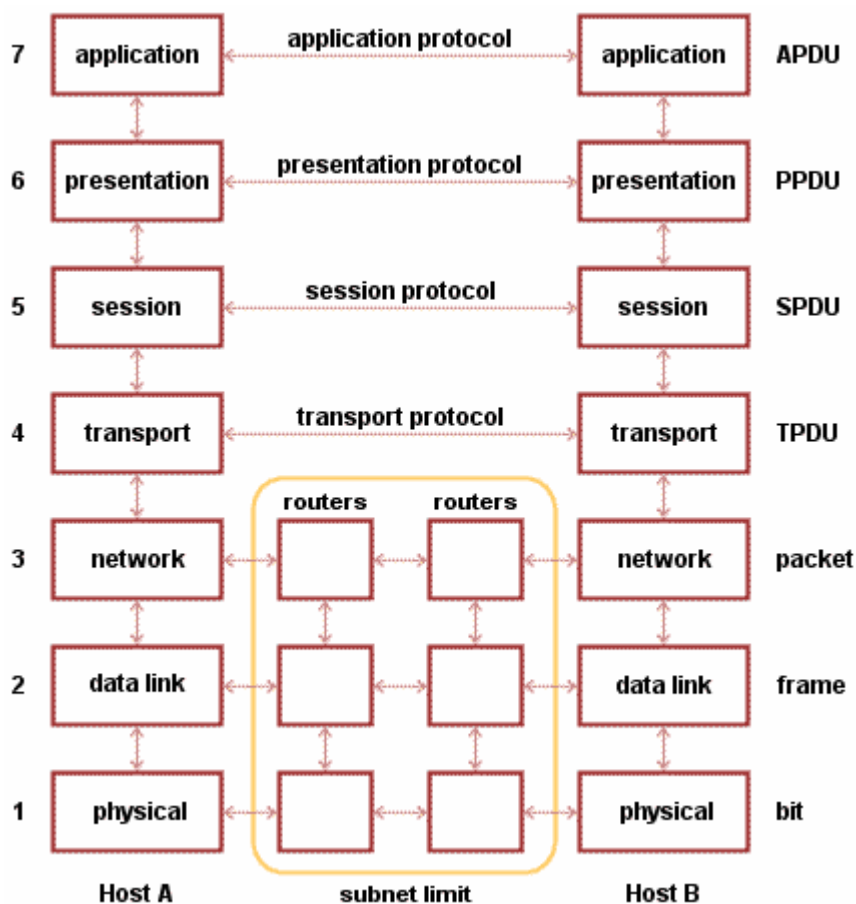 application protocol
7 application application APDU
presentation protocol
6 presentation presentation PPDU
session protocol
5 session session SPDU
transport protocol
4 transport transport TPDU
routers routers
3 network network packet
2 data link data link frame
1 physical physical bit
Host A subnet limit Host B